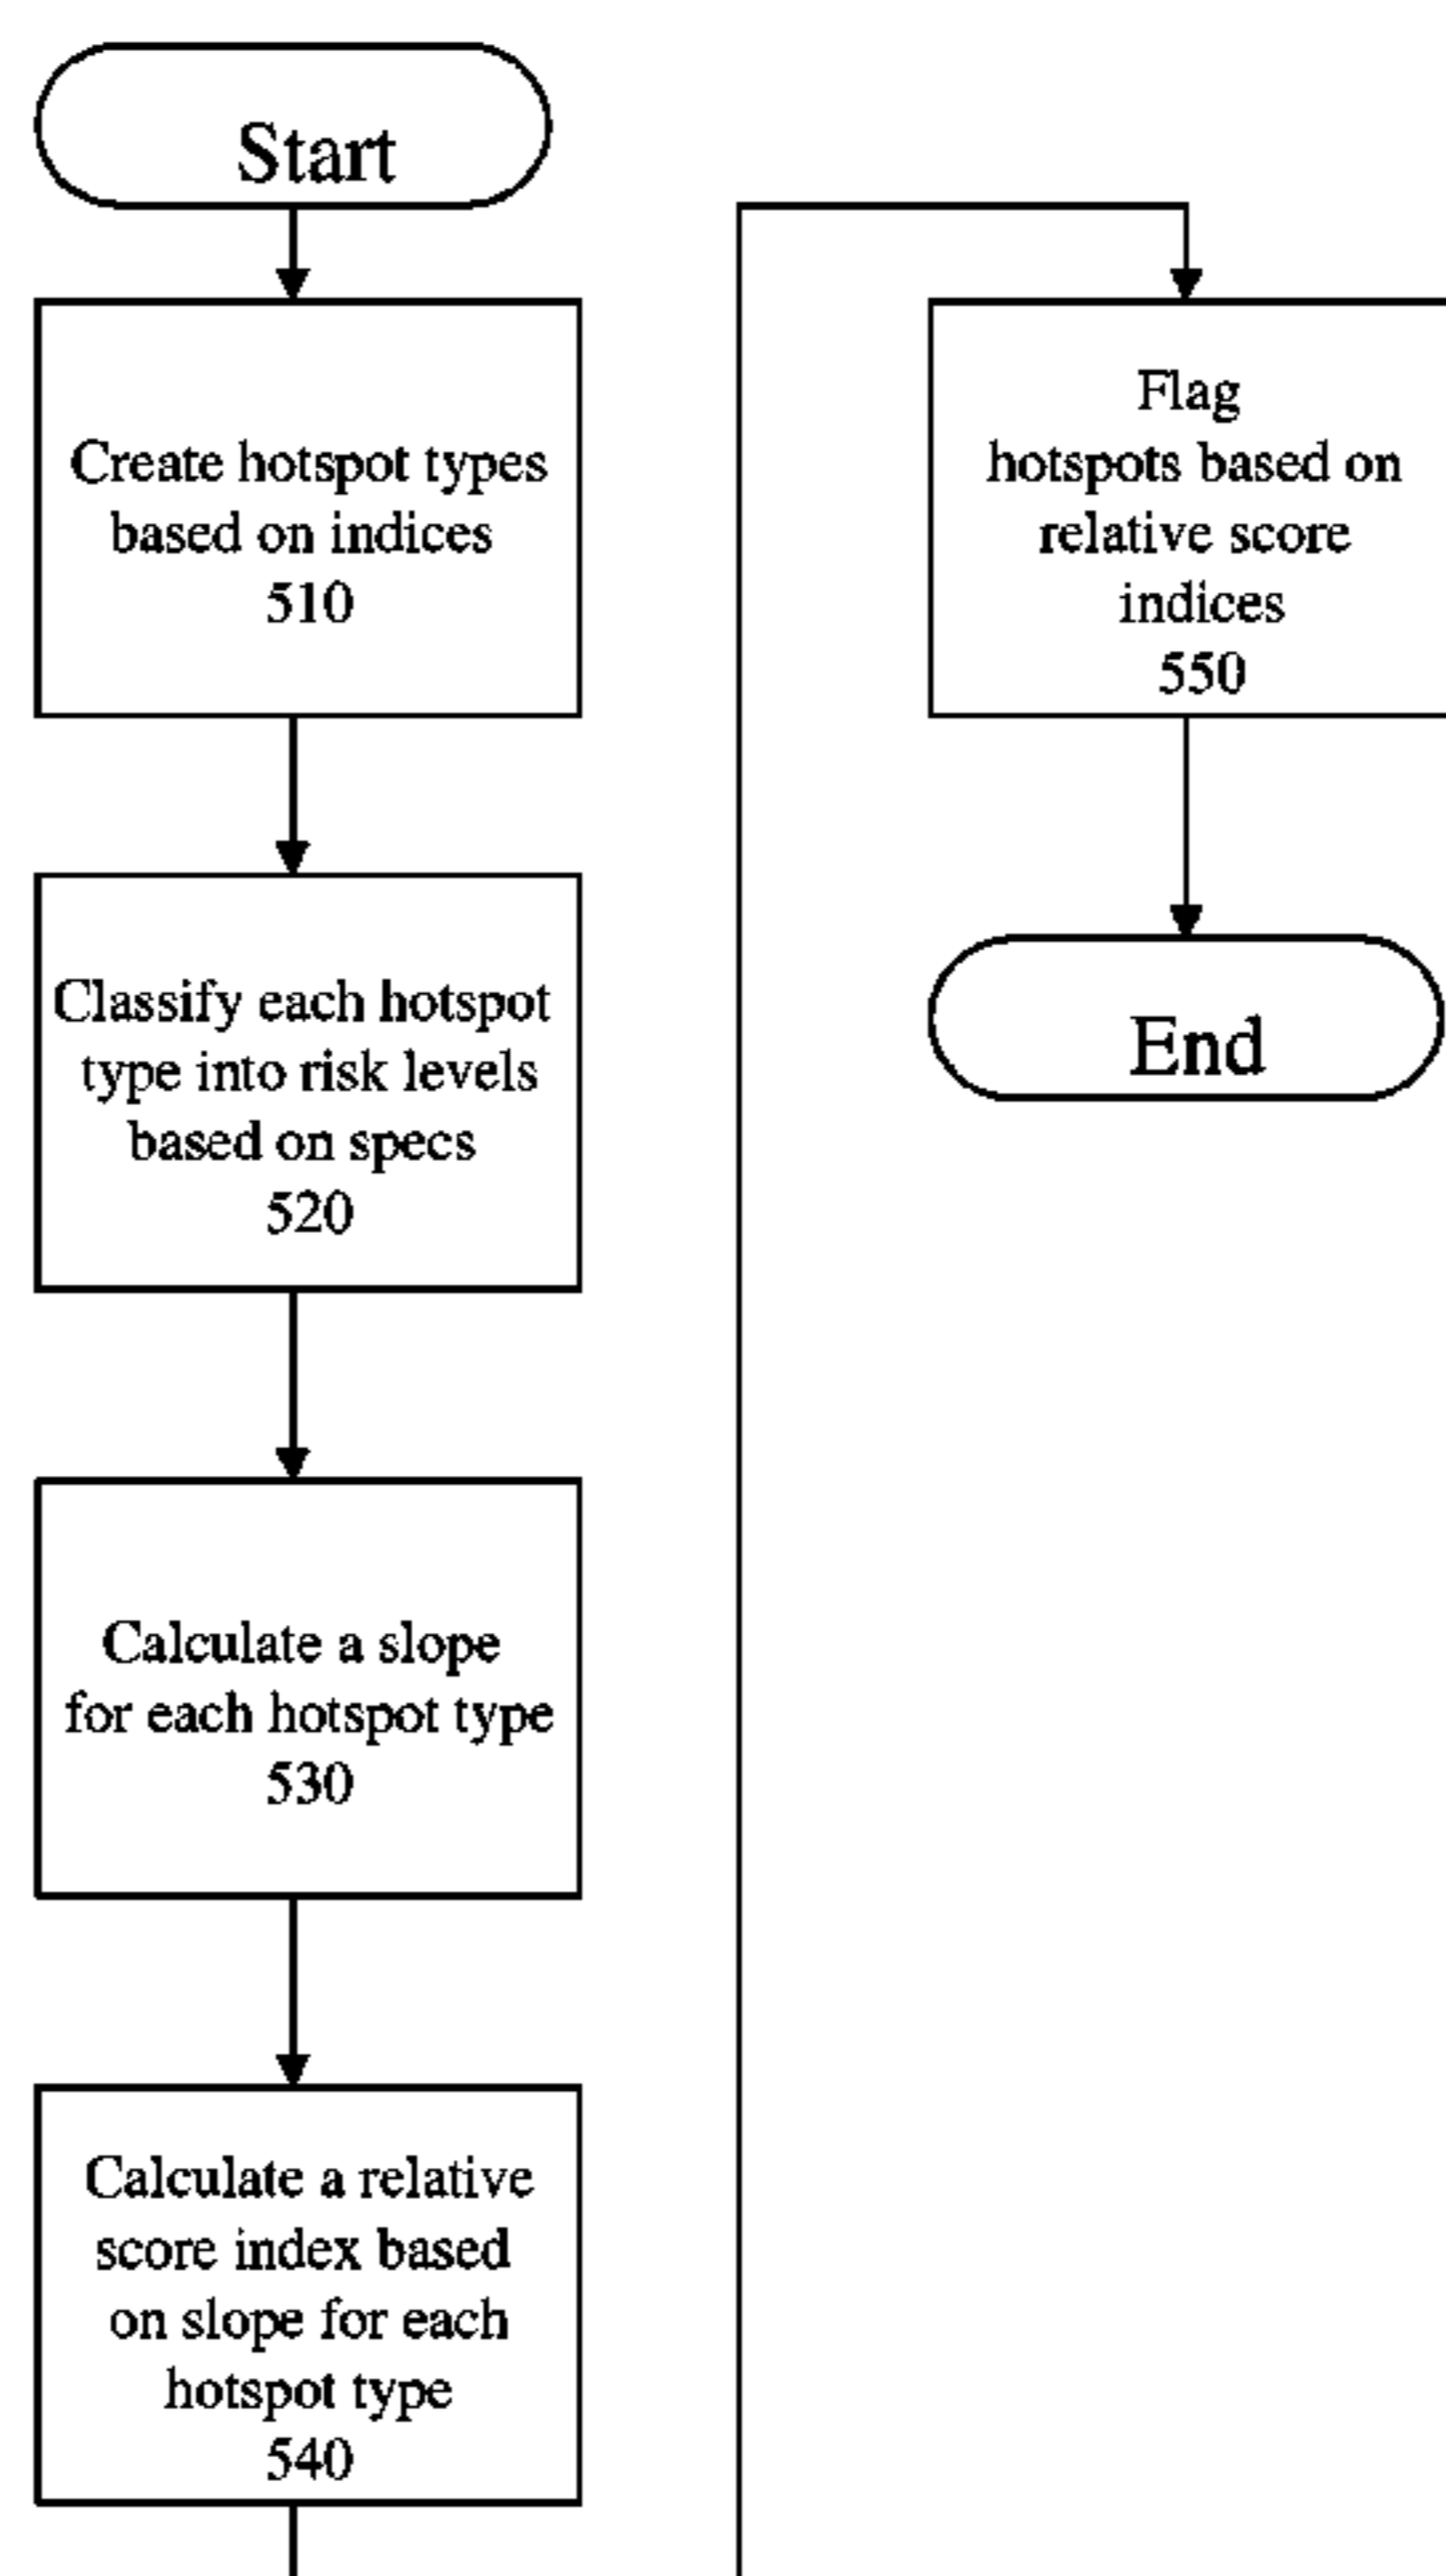 Start
Create hotspot types
based on indices
510
Classify each hotspot
type into risk levels
based on specs
520
Calculate a slope
for each hotspot type
530
Calculate a relative
score index based
on slope for each
hotspot type
540
Flag
hotspots based on
relative score
indices
550
End